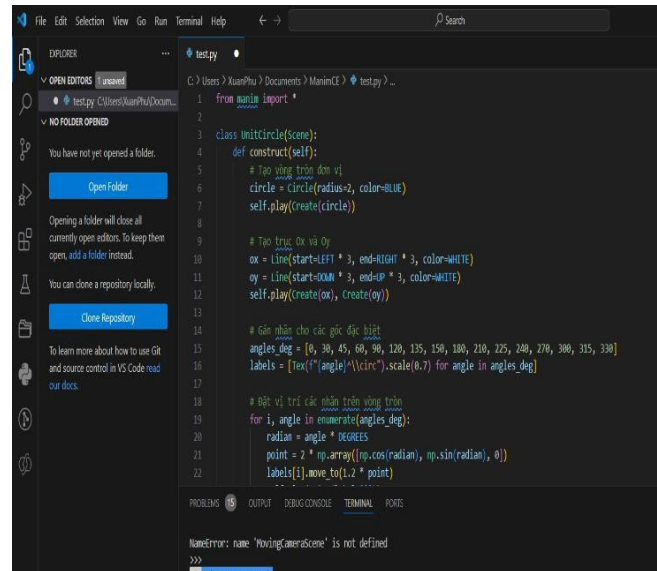 File Edit Selection View Go Run Terminal Help
Search
EXPLORER
OPEN EDITORS 1 unsaved
test.py C:\Users\XuanPhu\Docum...
NO FOLDER OPENED
You have not yet opened a folder.
Open Folder
Opening a folder will close all
currently open editors. To keep them
open, add a folder instead.
You can clone a repository locally.
Clone Repository
To learn more about how to use Git
and source control in VS Code read
our docs.
test.py
C: > Users > XuanPhu > Documents > ManimCE > test.py > ...
1 from manim import *
2
3 class UnitCircle(Scene):
4 def construct(self):
5 # Tạo vòng tròn đơn vị
6 circle = Circle(radius=2, color=BLUE)
7 self.play(Create(circle))
8
9 # Tạo trục Ox và Oy
10 ox = Line(start=LEFT * 3, end=RIGHT * 3, color=WHITE)
11 oy = Line(start=DOWN * 3, end=UP * 3, color=WHITE)
12 self.play(Create(ox), Create(oy))
13
14 # Gán nhãn cho các góc đặc biệt
15 angles_deg = [0, 30, 45, 60, 90, 120, 135, 150, 180, 210, 225, 240, 270, 300, 315, 330]
16 labels = [Tex(f"{angle}^\\circ").scale(0.7) for angle in angles_deg]
17
18 # Đặt vị trí các nhãn trên vòng tròn
19 for i, angle in enumerate(angles_deg):
20 radian = angle * DEGREES
21 point = 2 * np.array([np.cos(radian), np.sin(radian), 0])
22 labels[i].move_to(1.2 * point)
PROBLEMS 15 OUTPUT DEBUG CONSOLE TERMINAL PORTS
NameError: name 'MovingCameraScene' is not defined
>>>